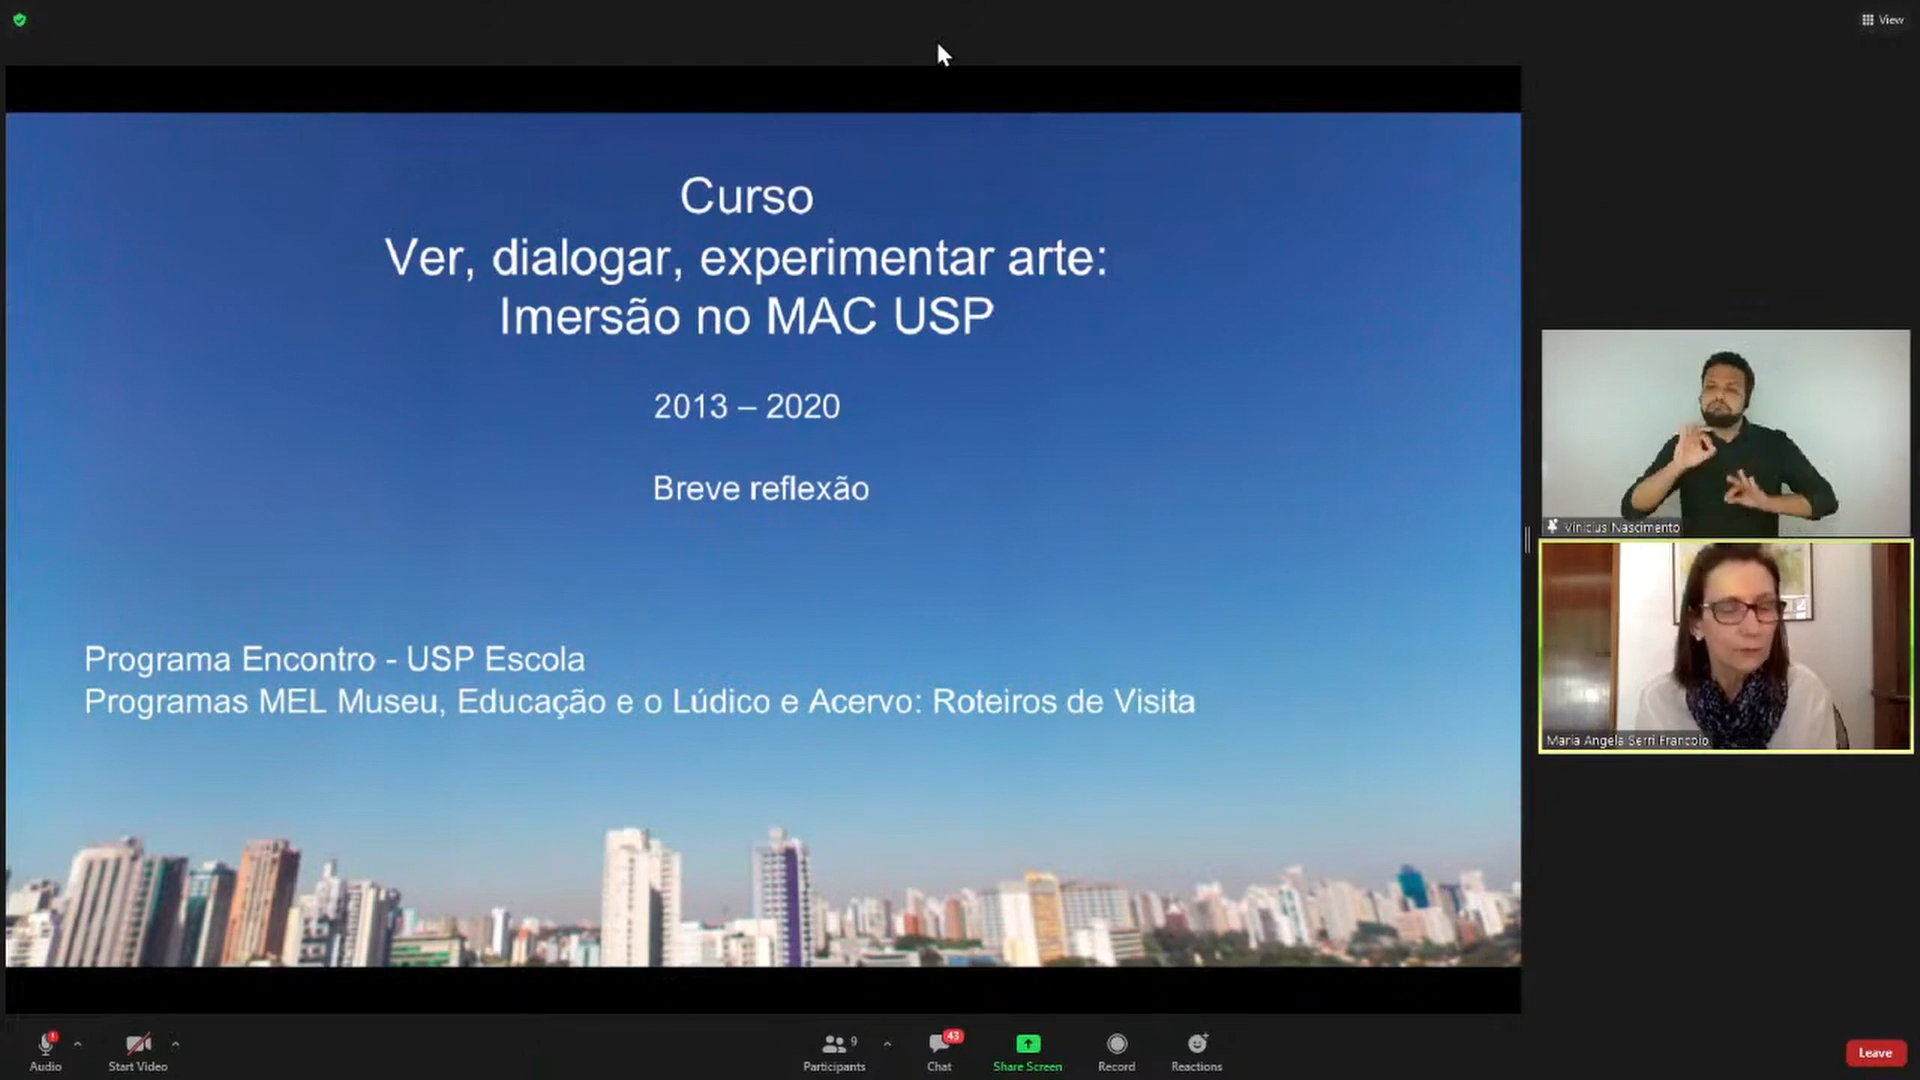 View
Curso
Ver, dialogar, experimentar arte:
Imersão no MAC USP
2013 – 2020
Breve reflexão
Programa Encontro - USP Escola
Programas MEL Museu, Educação e o Lúdico e Acervo: Roteiros de Visita
Vinicius Nascimento
Maria Angela Serri Francoio
Audio
Start Video
Participants
9
Chat
43
Share Screen
Record
Reactions
Leave